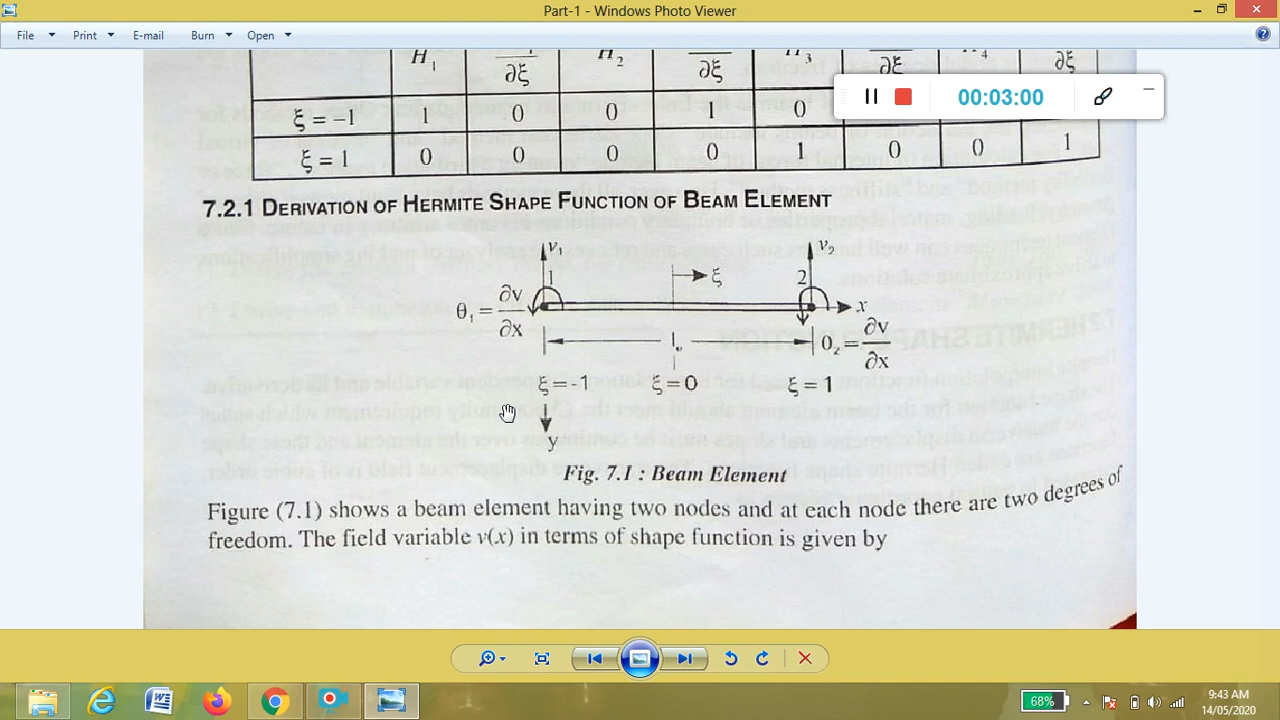 Part-1 - Windows Photo Viewer
File Print E-mail Burn Open
H₁ ∂ξ H₂ ∂ξ H₃ ∂ξ H₄ ∂ξ
00:03:00
ξ = –1 1 0 0 1 0
ξ = 1 0 0 0 0 1 0 0 1
7.2.1 DERIVATION OF HERMITE SHAPE FUNCTION OF BEAM ELEMENT
v₁ v₂
1 ξ 2
θ₁ = ∂v/∂x x
lₑ θ₂ = ∂v/∂x
ξ = -1 ξ = 0 ξ = 1
y
Fig. 7.1 : Beam Element
Figure (7.1) shows a beam element having two nodes and at each node there are two degrees of
freedom. The field variable v(x) in terms of shape function is given by
68%
9:43 AM
14/05/2020